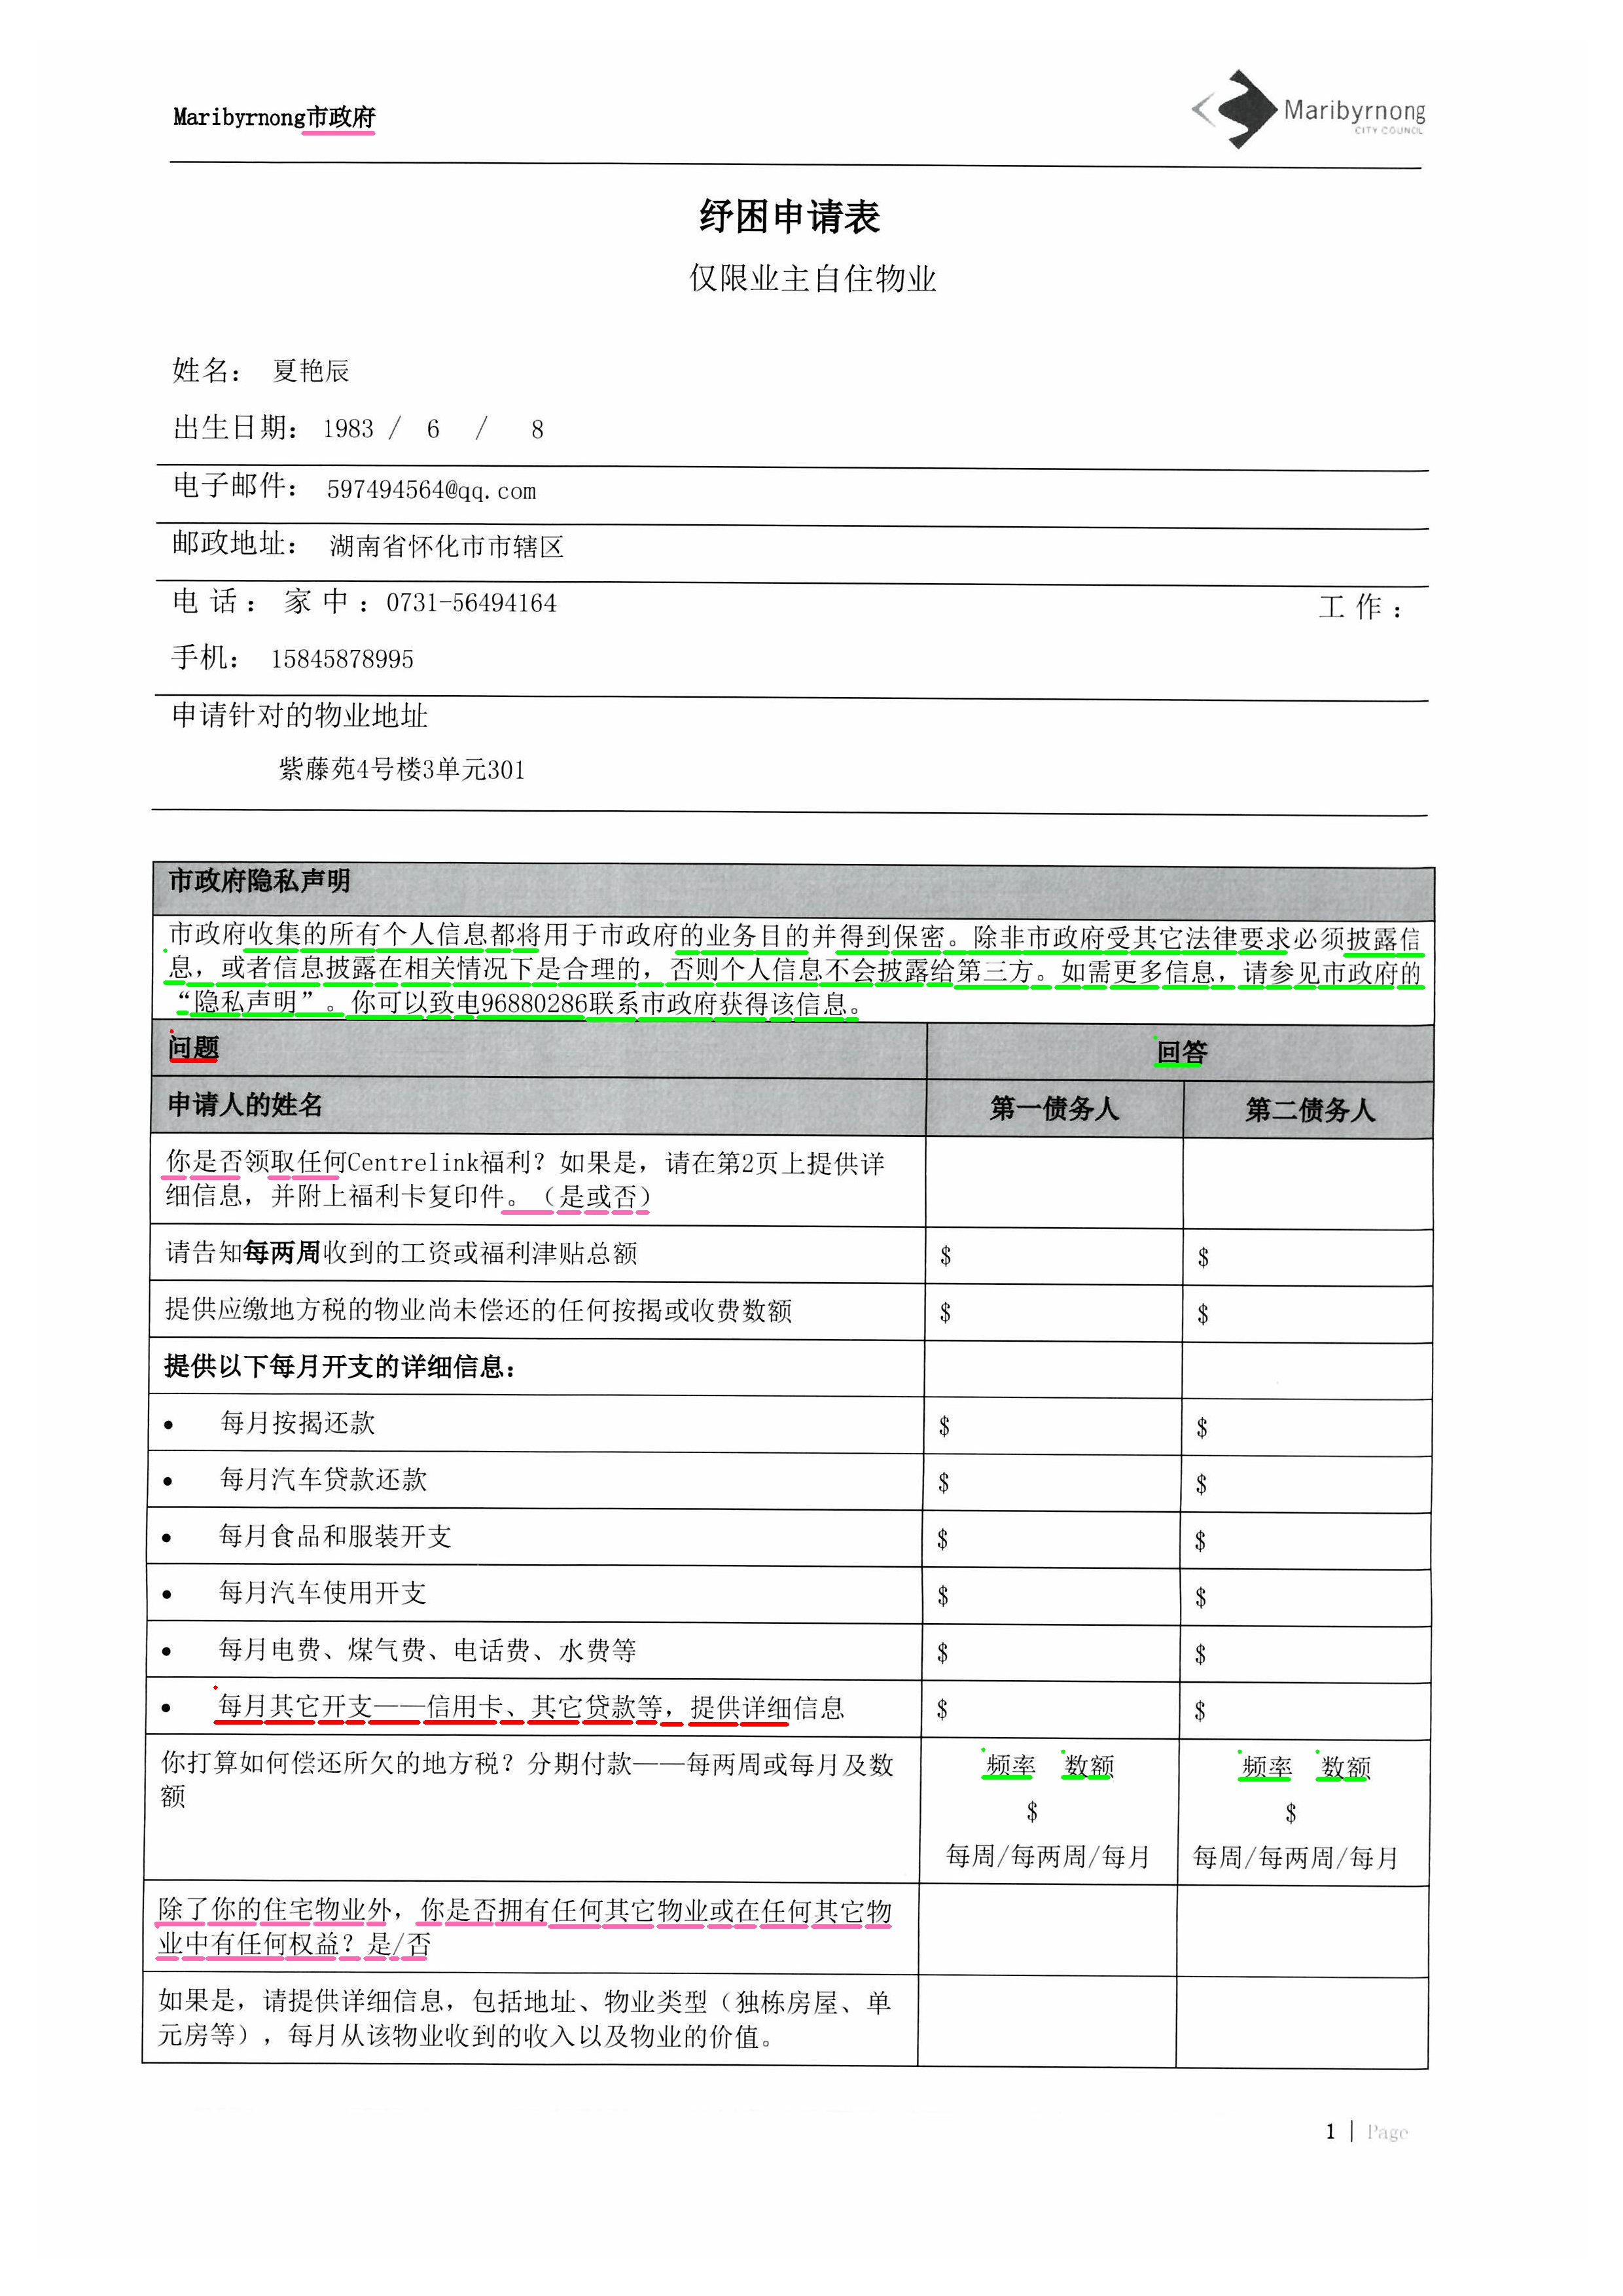 Maribyrnong市政府
Maribyrnong
CITY COUNCIL
纾困申请表
仅限业主自住物业
姓名： 夏艳辰
出生日期： 1983 / 6 / 8
电子邮件： 597494564@qq.com
邮政地址： 湖南省怀化市市辖区
电话：家中：0731-56494164 工作：
手机： 15845878995
申请针对的物业地址
紫藤苑4号楼3单元301
市政府隐私声明
市政府收集的所有个人信息都将用于市政府的业务目的并得到保密。除非市政府受其它法律要求必须披露信
息，或者信息披露在相关情况下是合理的，否则个人信息不会披露给第三方。如需更多信息，请参见市政府的
“隐私声明”。你可以致电96880286联系市政府获得该信息。
问题 回答
申请人的姓名 第一债务人 第二债务人
你是否领取任何Centrelink福利？如果是，请在第2页上提供详
细信息，并附上福利卡复印件。（是或否）
请告知每两周收到的工资或福利津贴总额 $ $
提供应缴地方税的物业尚未偿还的任何按揭或收费数额 $ $
提供以下每月开支的详细信息：
• 每月按揭还款 $ $
• 每月汽车贷款还款 $ $
• 每月食品和服装开支 $ $
• 每月汽车使用开支 $ $
• 每月电费、煤气费、电话费、水费等 $ $
• 每月其它开支——信用卡、其它贷款等，提供详细信息 $ $
你打算如何偿还所欠的地方税？分期付款——每两周或每月及数
额
频率 数额 频率 数额
$ $
每周/每两周/每月 每周/每两周/每月
除了你的住宅物业外，你是否拥有任何其它物业或在任何其它物
业中有任何权益？是/否
如果是，请提供详细信息，包括地址、物业类型（独栋房屋、单
元房等），每月从该物业收到的收入以及物业的价值。
1 | Page